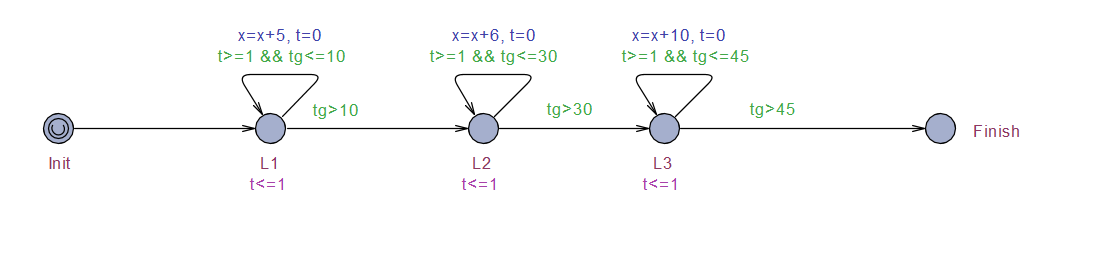 x=x+5, t=0
t>=1 && tg<=10
x=x+6, t=0
t>=1 && tg<=30
x=x+10, t=0
t>=1 && tg<=45
tg>10
tg>30
tg>45
Init
L1
t<=1
L2
t<=1
L3
t<=1
Finish